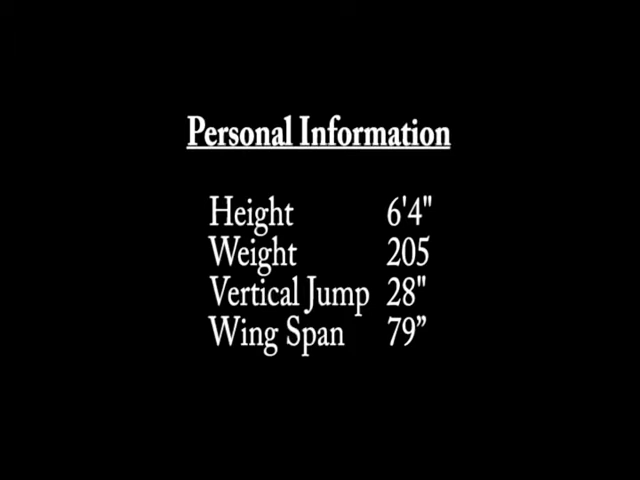 Personal Information
Height 6'4"
Weight 205
Vertical Jump 28"
Wing Span 79”